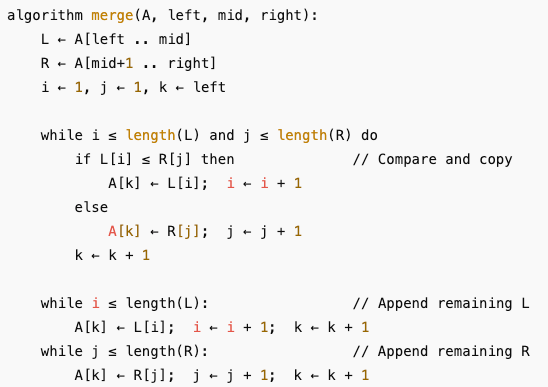 algorithm merge(A, left, mid, right):
    L ← A[left .. mid]
    R ← A[mid+1 .. right]
    i ← 1, j ← 1, k ← left

    while i ≤ length(L) and j ≤ length(R) do
        if L[i] ≤ R[j] then              // Compare and copy
            A[k] ← L[i];  i ← i + 1
        else
            A[k] ← R[j];  j ← j + 1
        k ← k + 1

    while i ≤ length(L):                 // Append remaining L
        A[k] ← L[i];  i ← i + 1;  k ← k + 1
    while j ≤ length(R):                 // Append remaining R
        A[k] ← R[j];  j ← j + 1;  k ← k + 1